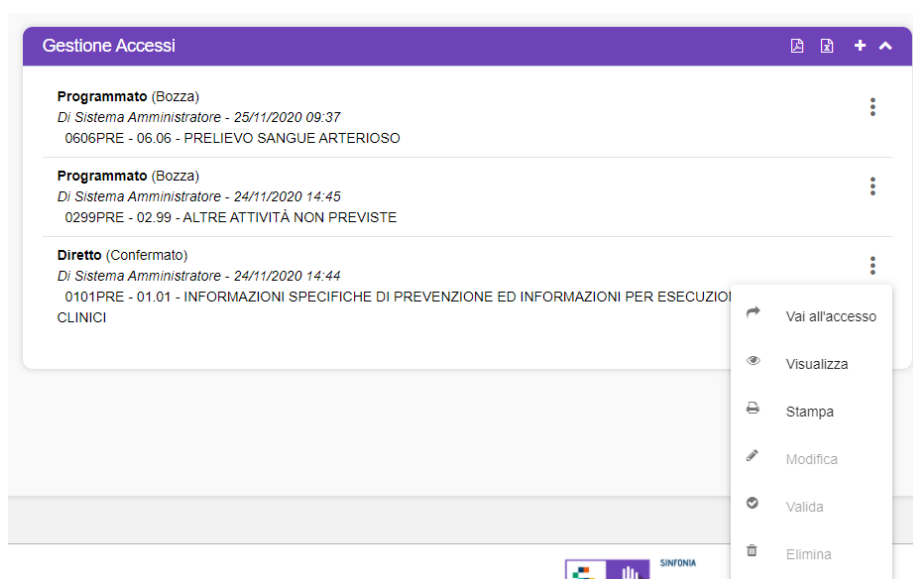 Gestione Accessi
Programmato (Bozza)
Di Sistema Amministratore - 25/11/2020 09:37
0606PRE - 06.06 - PRELIEVO SANGUE ARTERIOSO
Programmato (Bozza)
Di Sistema Amministratore - 24/11/2020 14:45
0299PRE - 02.99 - ALTRE ATTIVITÀ NON PREVISTE
Diretto (Confermato)
Di Sistema Amministratore - 24/11/2020 14:44
0101PRE - 01.01 - INFORMAZIONI SPECIFICHE DI PREVENZIONE ED INFORMAZIONI PER ESECUZIO
CLINICI
Vai all'accesso
Visualizza
Stampa
Modifica
Valida
Elimina
SINFONIA